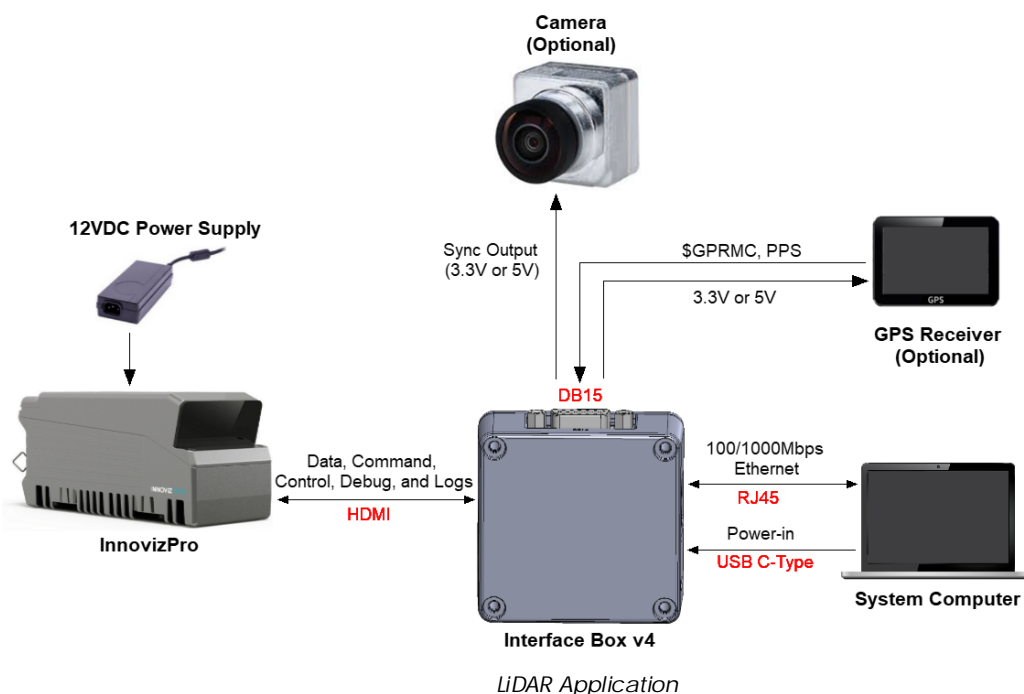 Camera
(Optional)
12VDC Power Supply
Sync Output
(3.3V or 5V)
$GPRMC, PPS
3.3V or 5V
GPS
GPS Receiver
(Optional)
DB15
Data, Command,
Control, Debug, and Logs
HDMI
100/1000Mbps
Ethernet
RJ45
Power-in
USB C-Type
INNOVIZ
InnovizPro
System Computer
Interface Box v4
LiDAR Application